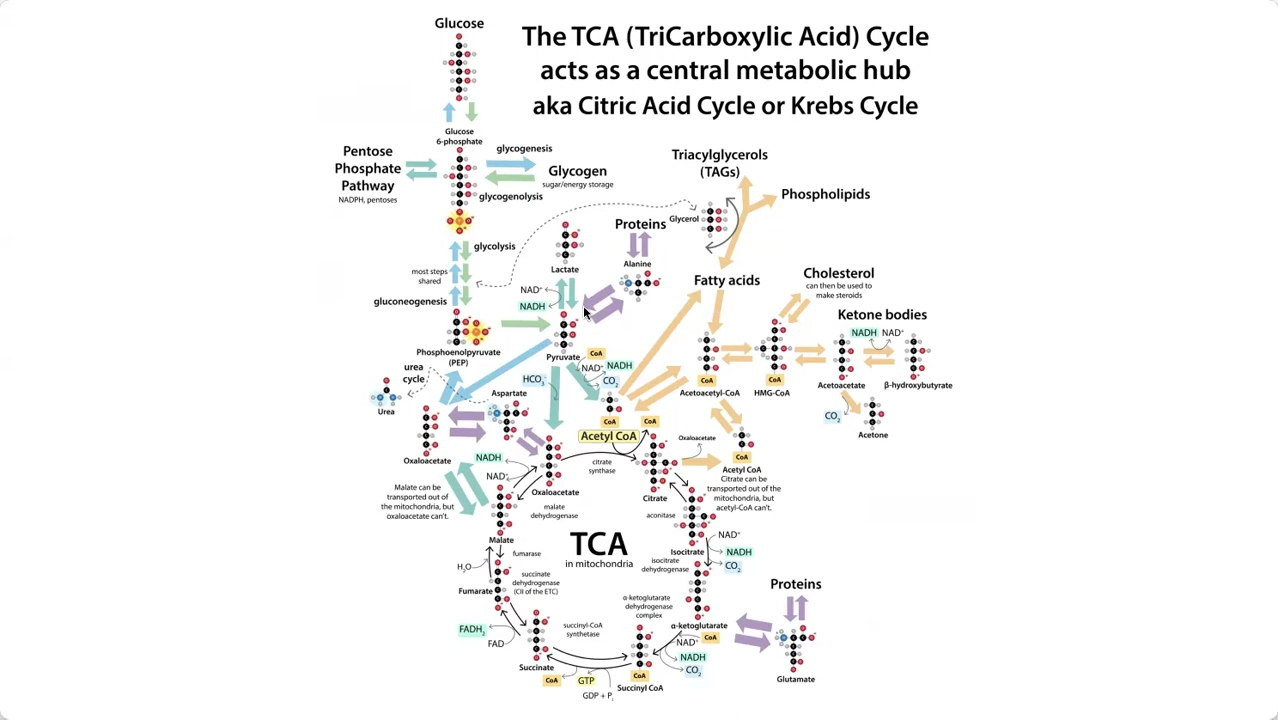 Glucose
The TCA (TriCarboxylic Acid) Cycle
acts as a central metabolic hub
aka Citric Acid Cycle or Krebs Cycle
Glucose
6-phosphate
Pentose
Phosphate
Pathway
NADPH, pentoses
glycogenesis
Glycogen
sugar/energy storage
glycogenolysis
Triacylglycerols
(TAGs)
Phospholipids
Glycerol
Proteins
Alanine
Lactate
glycolysis
most steps
shared
gluconeogenesis
NAD⁺
NADH
Fatty acids
Cholesterol
can then be used to
make steroids
Ketone bodies
NADH NAD⁺
Phosphoenolpyruvate
(PEP)
Pyruvate
CoA
NAD⁺
NADH
CO₂
HCO₃⁻
urea
cycle
Urea
Aspartate
Oxaloacetate
CoA
Acetoacetyl-CoA
CoA
HMG-CoA
Acetoacetate
β-hydroxybutyrate
CO₂
Acetone
CoA
CoA
Acetyl CoA
Oxaloacetate
CoA
Acetyl CoA
Citrate can be
transported out of the
mitochondria, but
acetyl-CoA can't.
NADH
NAD⁺
Malate can be
transported out of
the mitochondria, but
oxaloacetate can't.
Oxaloacetate
citrate
synthase
Citrate
malate
dehydrogenase
aconitase
Malate
TCA
in mitochondria
Isocitrate
isocitrate
dehydrogenase
NAD⁺
NADH
CO₂
fumarase
H₂O
Fumarate
succinate
dehydrogenase
(CII of the ETC)
α-ketoglutarate
dehydrogenase
complex
α-ketoglutarate
CoA
NAD⁺
NADH
CO₂
Proteins
Glutamate
FADH₂
FAD
succinyl-CoA
synthetase
Succinate
CoA
GTP
GDP + Pᵢ
CoA
Succinyl CoA